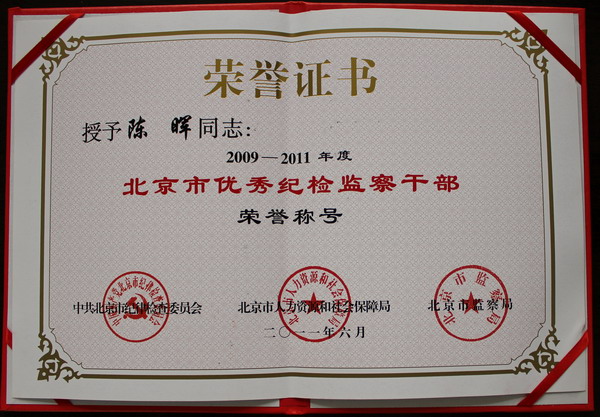 荣誉证书
授予陈晖同志:
2009—2011年度
北京市优秀纪检监察干部
荣誉称号
中共北京市纪律检查委员会 北京市人力资源和社会保障局 北京市监察局
二〇一一年六月